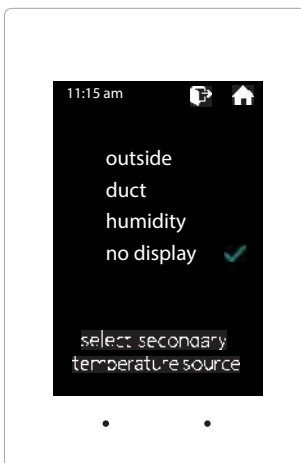 11:15 am
outside
duct
humidity
no display
select secondary
temperature source